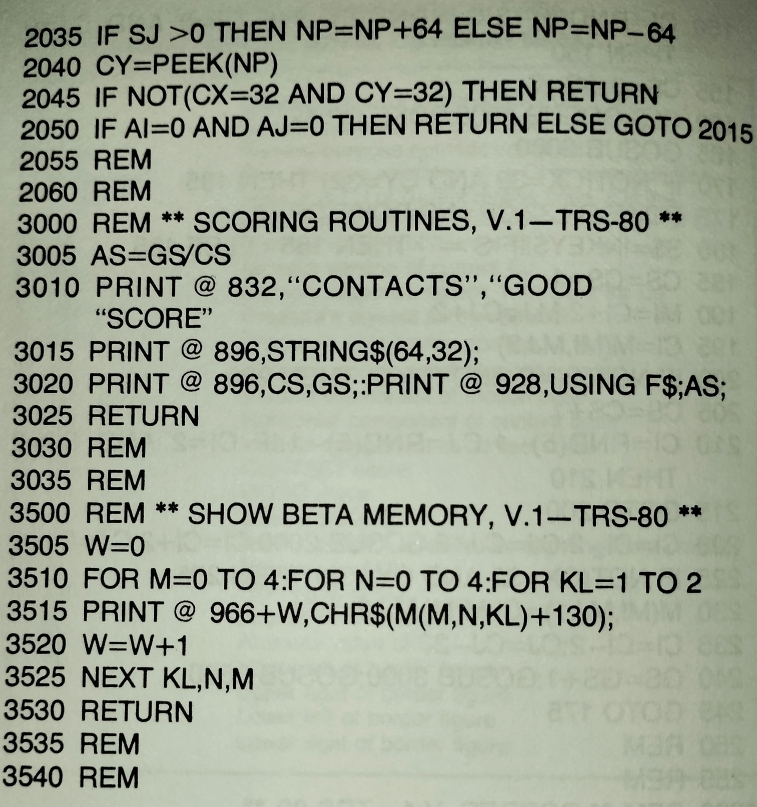 2035 IF SJ >0 THEN NP=NP+64 ELSE NP=NP−64
2040 CY=PEEK(NP)
2045 IF NOT(CX=32 AND CY=32) THEN RETURN
2050 IF AI=0 AND AJ=0 THEN RETURN ELSE GOTO 2015
2055 REM
2060 REM
3000 REM ** SCORING ROUTINES, V.1—TRS-80 **
3005 AS=GS/CS
3010 PRINT @ 832,“CONTACTS”,“GOOD
“SCORE”
3015 PRINT @ 896,STRING$(64,32);
3020 PRINT @ 896,CS,GS;:PRINT @ 928,USING F$;AS;
3025 RETURN
3030 REM
3035 REM
3500 REM ** SHOW BETA MEMORY, V.1—TRS-80 **
3505 W=0
3510 FOR M=0 TO 4:FOR N=0 TO 4:FOR KL=1 TO 2
3515 PRINT @ 966+W,CHR$(M(M,N,KL)+130);
3520 W=W+1
3525 NEXT KL,N,M
3530 RETURN
3535 REM
3540 REM